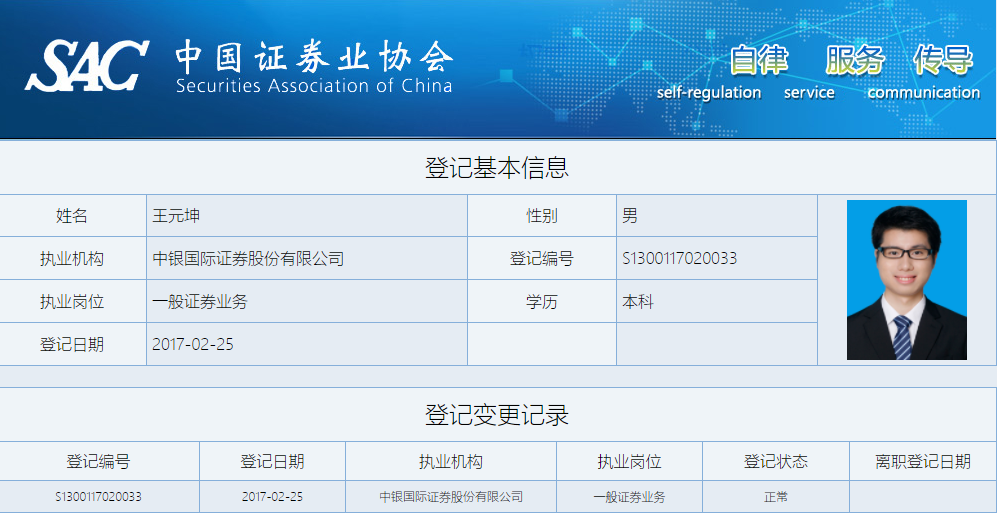 SAC 中国证券业协会
Securities Association of China
自律 服务 传导
self-regulation service communication
登记基本信息
姓名 王元坤 性别 男
执业机构 中银国际证券股份有限公司 登记编号 S1300117020033
执业岗位 一般证券业务 学历 本科
登记日期 2017-02-25
登记变更记录
登记编号 登记日期 执业机构 执业岗位 登记状态 离职登记日期
S1300117020033 2017-02-25 中银国际证券股份有限公司 一般证券业务 正常